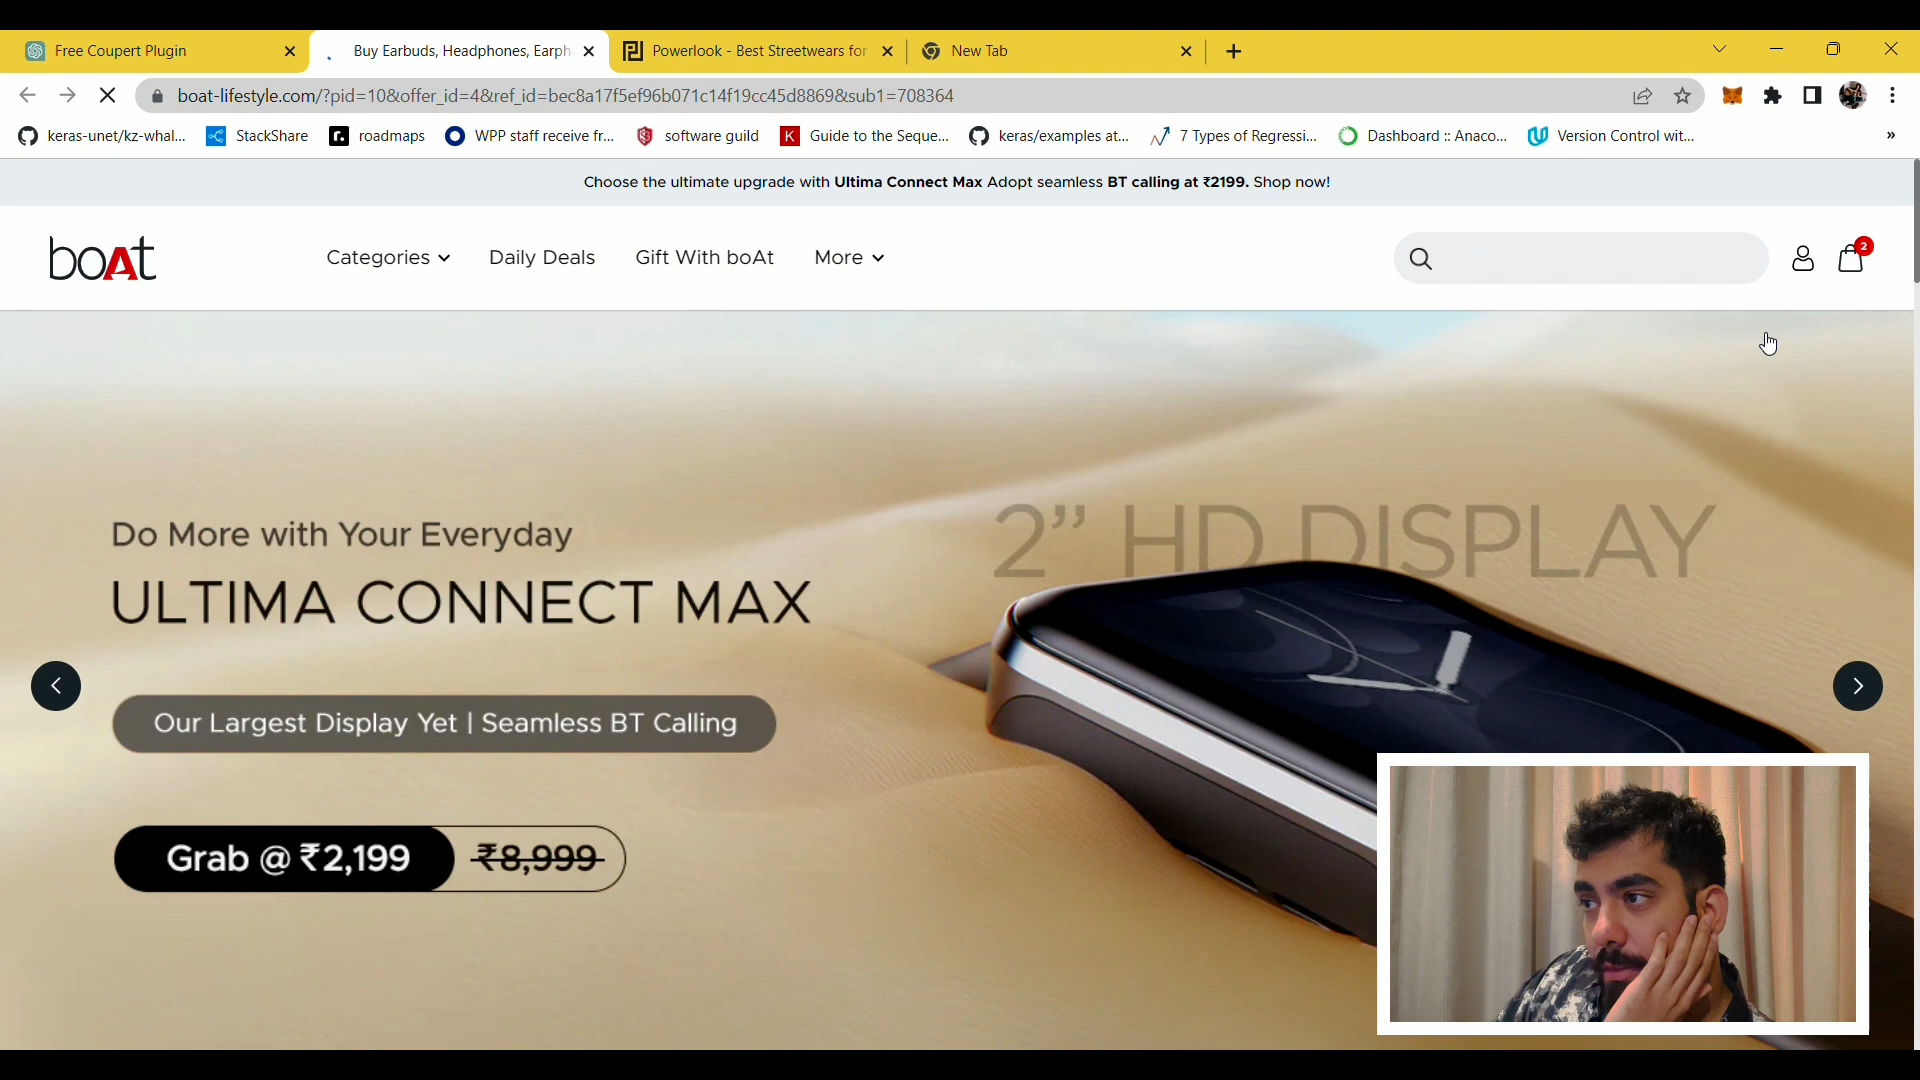 Free Coupert Plugin
Buy Earbuds, Headphones, Earph
Powerlook - Best Streetwears for
New Tab
boat-lifestyle.com/?pid=10&offer_id=4&ref_id=bec8a17f5ef96b071c14f19cc45d8869&sub1=708364
keras-unet/kz-whal...
StackShare
roadmaps
WPP staff receive fr...
software guild
K
Guide to the Seque...
keras/examples at...
7 Types of Regressi...
Dashboard :: Anaco...
Version Control wit...
»
Choose the ultimate upgrade with Ultima Connect Max Adopt seamless BT calling at ₹2199. Shop now!
boAt
Categories
Daily Deals
Gift With boAt
More
2
2” HD DISPLAY
Do More with Your Everyday
ULTIMA CONNECT MAX
Our Largest Display Yet | Seamless BT Calling
Grab @ ₹2,199
₹8,999